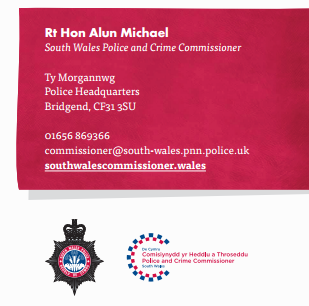 Rt Hon Alun Michael
South Wales Police and Crime Commissioner
Ty Morgannwg
Police Headquarters
Bridgend, CF31 3SU
01656 869366
commissioner@south-wales.pnn.police.uk
southwalescommissioner.wales
De Cymru
Comisiynydd yr Heddlu a Throseddu
Police and Crime Commissioner
South Wales